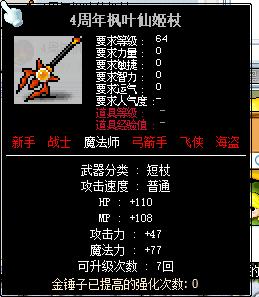 4周年枫叶仙姬杖
要求等级： 64
要求力量： 0
要求敏捷： 0
要求智力： 0
要求运气： 0
要求人气度： -
道具等级： -
道具经验值： -
新手 战士 魔法师 弓箭手 飞侠 海盗
武器分类 : 短杖
攻击速度 : 普通
HP : +110
MP : +108
攻击力 : +47
魔法力 : +77
可升级次数 : 7回
金锤子已提高的强化次数: 0